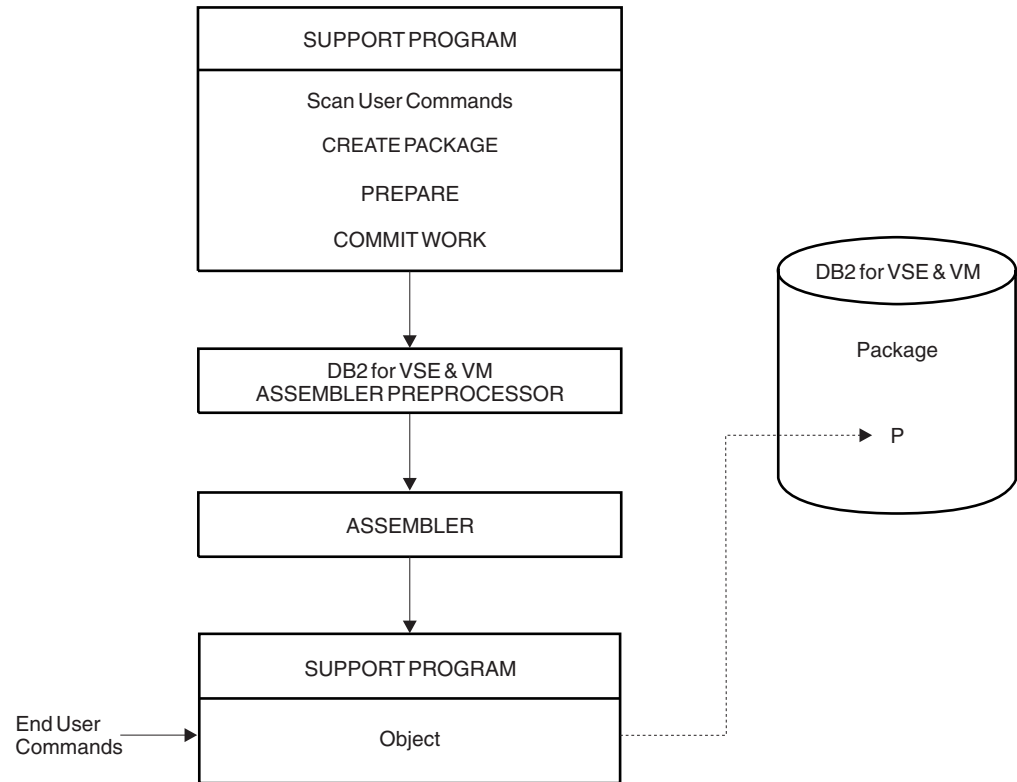 SUPPORT PROGRAM
Scan User Commands
CREATE PACKAGE
PREPARE
COMMIT WORK
DB2 for VSE & VM
ASSEMBLER PREPROCESSOR
ASSEMBLER
SUPPORT PROGRAM
Object
End User
Commands
DB2 for VSE & VM
Package
P